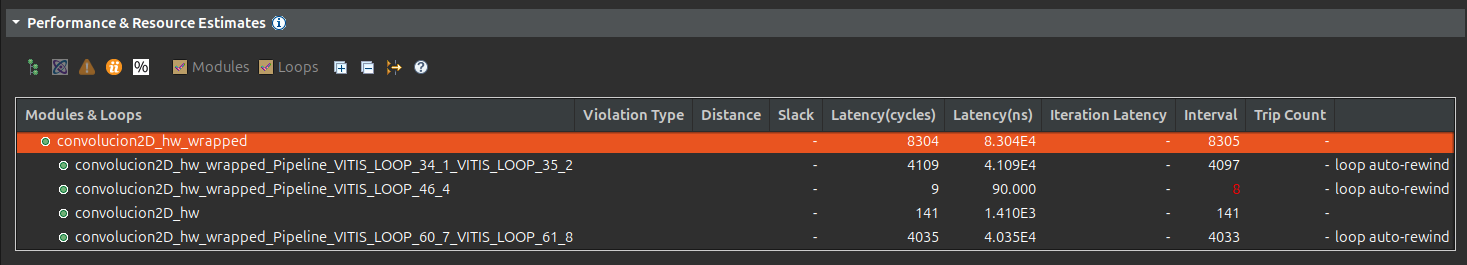 Performance & Resource Estimates
% Modules Loops
Modules & Loops Violation Type Distance Slack Latency(cycles) Latency(ns) Iteration Latency Interval Trip Count
convolucion2D_hw_wrapped - 8304 8.304E4 - 8305 -
convolucion2D_hw_wrapped_Pipeline_VITIS_LOOP_34_1_VITIS_LOOP_35_2 - 4109 4.109E4 - 4097 - loop auto-rewind
convolucion2D_hw_wrapped_Pipeline_VITIS_LOOP_46_4 - 9 90.000 - 8 - loop auto-rewind
convolucion2D_hw - 141 1.410E3 - 141 -
convolucion2D_hw_wrapped_Pipeline_VITIS_LOOP_60_7_VITIS_LOOP_61_8 - 4035 4.035E4 - 4033 - loop auto-rewind